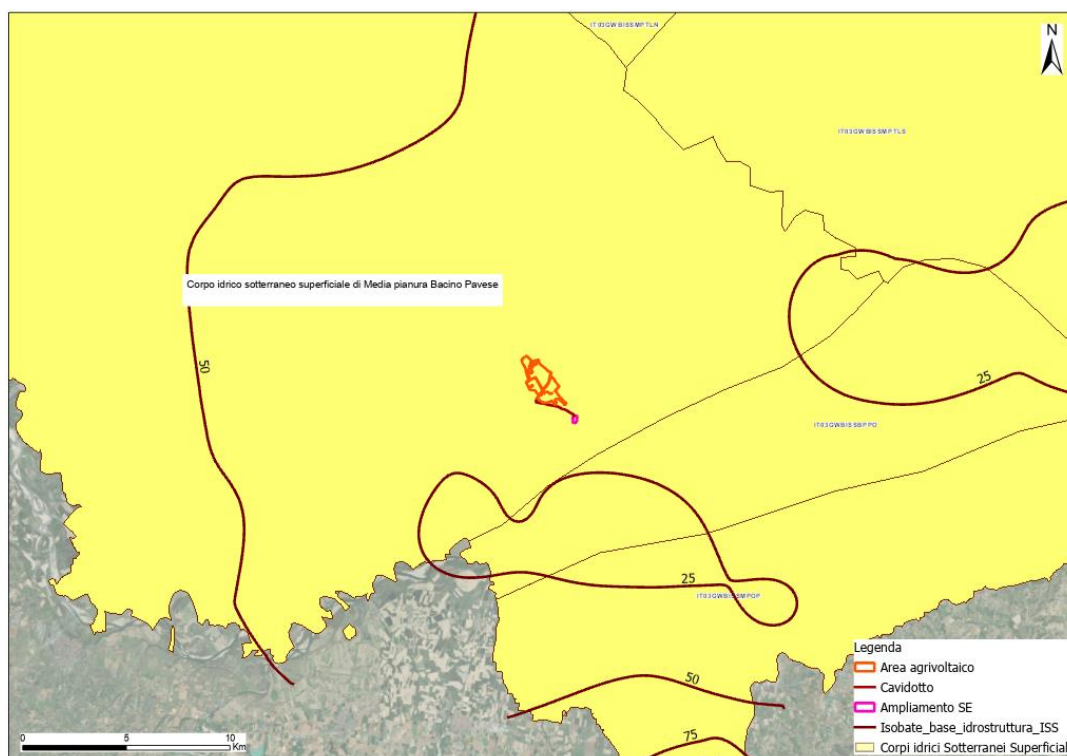 IT03GWBISSMPTLN
N
IT03GWBISSMPTLS
Corpo idrico sotterraneo superficiale di Media pianura Bacino Pavese
50
25
IT03GWBISSBPPO
25
IT03GWBISSMPOP
50
75
Legenda
Area agrivoltaico
Cavidotto
Ampliamento SE
Isobate_base_idrostruttura_ISS
Corpi idrici Sotterranei Superficial
0 5 10
Km